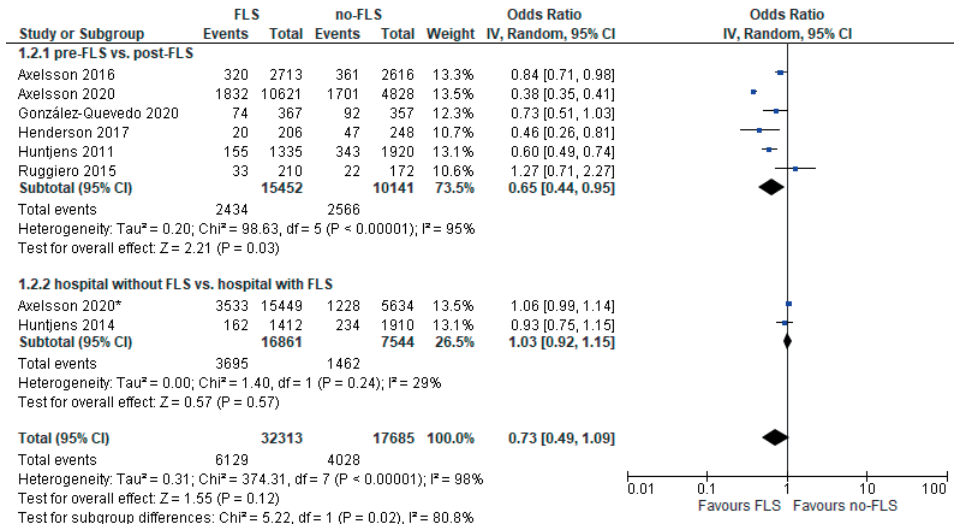 FLS no-FLS Odds Ratio Odds Ratio
Study or Subgroup Events Total Events Total Weight IV, Random, 95% CI IV, Random, 95% CI
1.2.1 pre-FLS vs. post-FLS
Axelsson 2016 320 2713 361 2616 13.3% 0.84 [0.71, 0.98]
Axelsson 2020 1832 10621 1701 4828 13.5% 0.38 [0.35, 0.41]
González-Quevedo 2020 74 367 92 357 12.3% 0.73 [0.51, 1.03]
Henderson 2017 20 206 47 248 10.7% 0.46 [0.26, 0.81]
Huntjens 2011 155 1335 343 1920 13.1% 0.60 [0.49, 0.74]
Ruggiero 2015 33 210 22 172 10.6% 1.27 [0.71, 2.27]
Subtotal (95% CI) 15452 10141 73.5% 0.65 [0.44, 0.95]
Total events 2434 2566
Heterogeneity: Tau² = 0.20; Chi² = 98.63, df = 5 (P < 0.00001); I² = 95%
Test for overall effect: Z = 2.21 (P = 0.03)
1.2.2 hospital without FLS vs. hospital with FLS
Axelsson 2020* 3533 15449 1228 5634 13.5% 1.06 [0.99, 1.14]
Huntjens 2014 162 1412 234 1910 13.1% 0.93 [0.75, 1.15]
Subtotal (95% CI) 16861 7544 26.5% 1.03 [0.92, 1.15]
Total events 3695 1462
Heterogeneity: Tau² = 0.00; Chi² = 1.40, df = 1 (P = 0.24); I² = 29%
Test for overall effect: Z = 0.57 (P = 0.57)
Total (95% CI) 32313 17685 100.0% 0.73 [0.49, 1.09]
Total events 6129 4028
Heterogeneity: Tau² = 0.31; Chi² = 374.31, df = 7 (P < 0.00001); I² = 98%
Test for overall effect: Z = 1.55 (P = 0.12)
Test for subgroup differences: Chi² = 5.22, df = 1 (P = 0.02), I² = 80.8%
0.01 0.1 1 10 100
Favours FLS Favours no-FLS